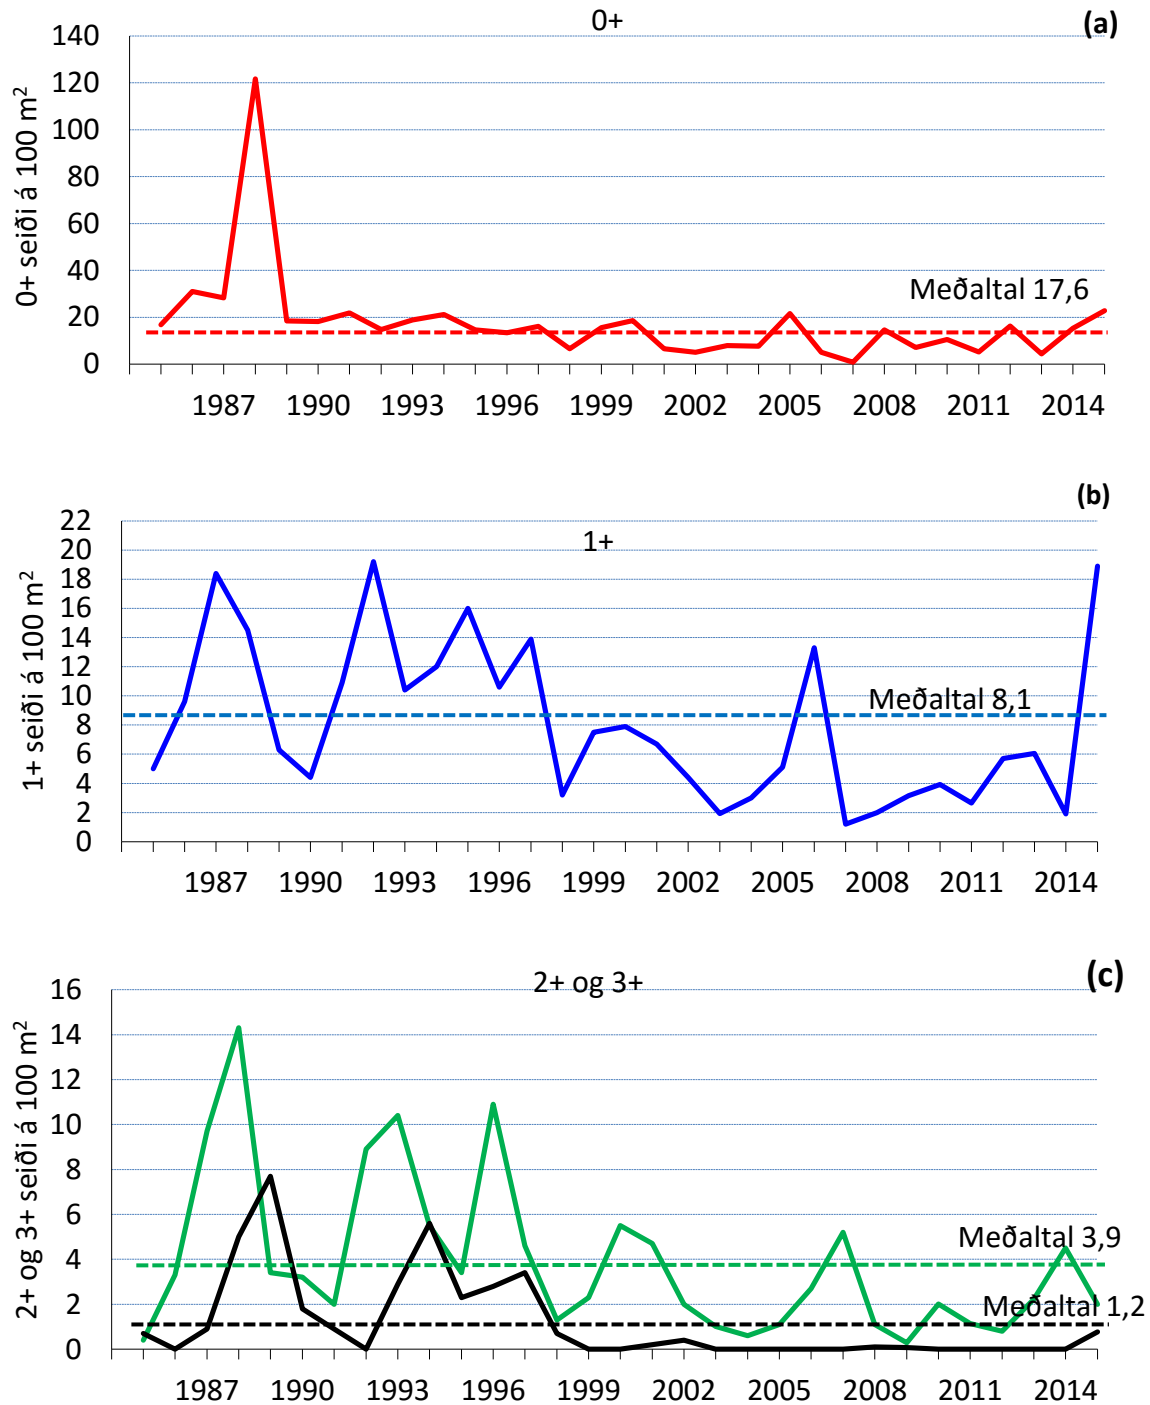 0+
(a)
0+ seiði á 100 m²
140
120
100
80
60
40
20
0
Meðaltal 17,6
1987 1990 1993 1996 1999 2002 2005 2008 2011 2014
(b)
1+
1+ seiði á 100 m²
22
20
18
16
14
12
10
8
6
4
2
0
Meðaltal 8,1
1987 1990 1993 1996 1999 2002 2005 2008 2011 2014
(c)
2+ og 3+
2+ og 3+ seiði á 100 m²
16
14
12
10
8
6
4
2
0
Meðaltal 3,9
Meðaltal 1,2
1987 1990 1993 1996 1999 2002 2005 2008 2011 2014